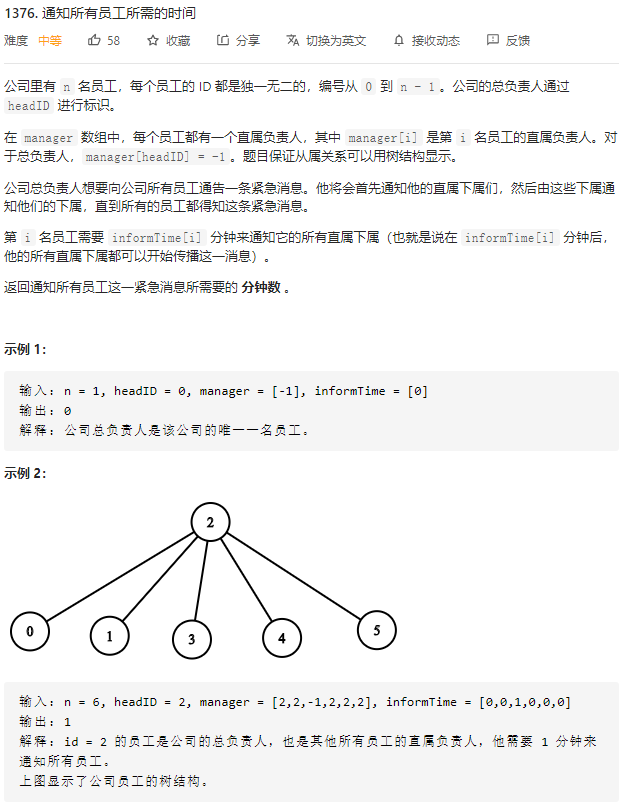 1376. 通知所有员工所需的时间
难度 中等 58 收藏 分享 切换为英文 接收动态 反馈
公司里有 n 名员工，每个员工的 ID 都是独一无二的，编号从 0 到 n - 1。公司的总负责人通过
headID 进行标识。
在 manager 数组中，每个员工都有一个直属负责人，其中 manager[i] 是第 i 名员工的直属负责人。对
于总负责人，manager[headID] = -1。题目保证从属关系可以用树结构显示。
公司总负责人想要向公司所有员工通告一条紧急消息。他将会首先通知他的直属下属们，然后由这些下属通
知他们的下属，直到所有的员工都得知这条紧急消息。
第 i 名员工需要 informTime[i] 分钟来通知它的所有直属下属（也就是说在 informTime[i] 分钟后，
他的所有直属下属都可以开始传播这一消息）。
返回通知所有员工这一紧急消息所需要的 分钟数 。
示例 1：
输入：n = 1, headID = 0, manager = [-1], informTime = [0]
输出：0
解释：公司总负责人是该公司的唯一一名员工。
示例 2：
2
0 1 3 4 5
输入：n = 6, headID = 2, manager = [2,2,-1,2,2,2], informTime = [0,0,1,0,0,0]
输出：1
解释：id = 2 的员工是公司的总负责人，也是其他所有员工的直属负责人，他需要 1 分钟来
通知所有员工。
上图显示了公司员工的树结构。